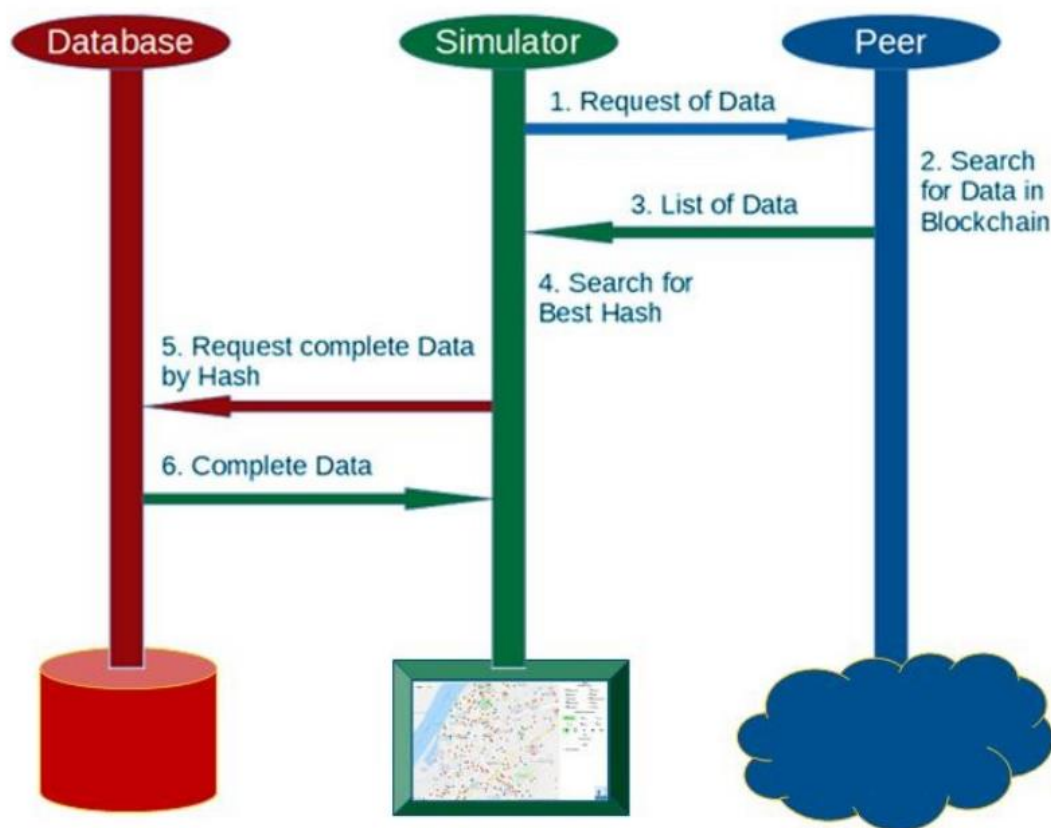 Database
Simulator
Peer
1. Request of Data
2. Search
for Data in
Blockchain
3. List of Data
4. Search for
Best Hash
5. Request complete Data
by Hash
6. Complete Data